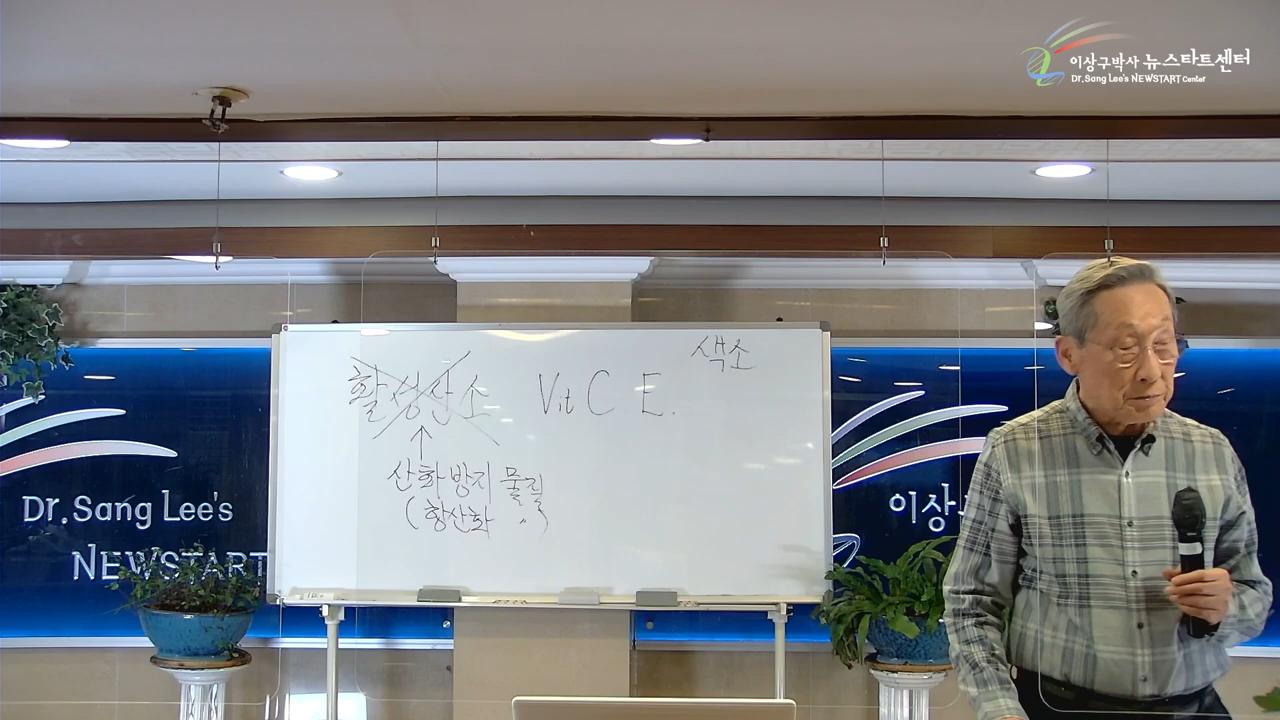 이상구박사 뉴스타트센터
Dr.Sang Lee's NEWSTART Center
색소
활성산소 Vit C E.
↑
산화방지 물질
(항산화 〃)
Dr.Sang Lee's
NEWSTART
이상